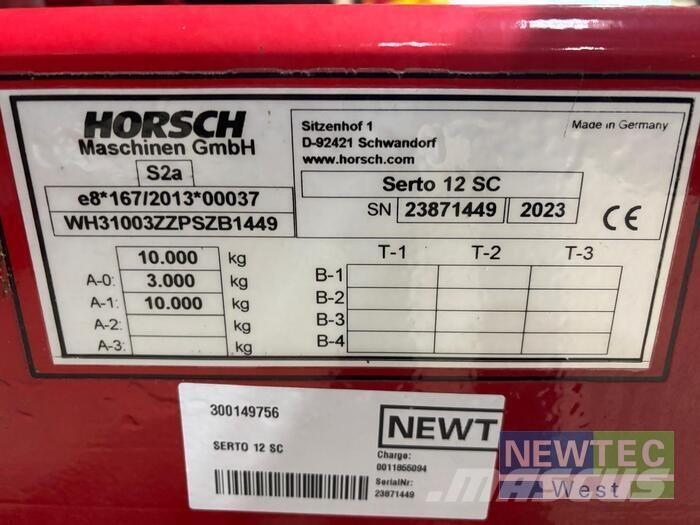 HORSCH
Maschinen GmbH
S2a
e8*167/2013*00037
WH31003ZZPSZB1449
Sitzenhof 1
D-92421 Schwandorf
www.horsch.com
Made in Germany
Serto 12 SC
SN 23871449 2023
CE
10.000 kg
A-0: 3.000 kg
A-1: 10.000 kg
A-2: kg
A-3: kg
T-1 T-2 T-3
B-1
B-2
B-3
B-4
300149756
SERTO 12 SC
NEWT
Charge:
0011855094
SerialNr:
23871449
NEWTEC
West
MASCUS